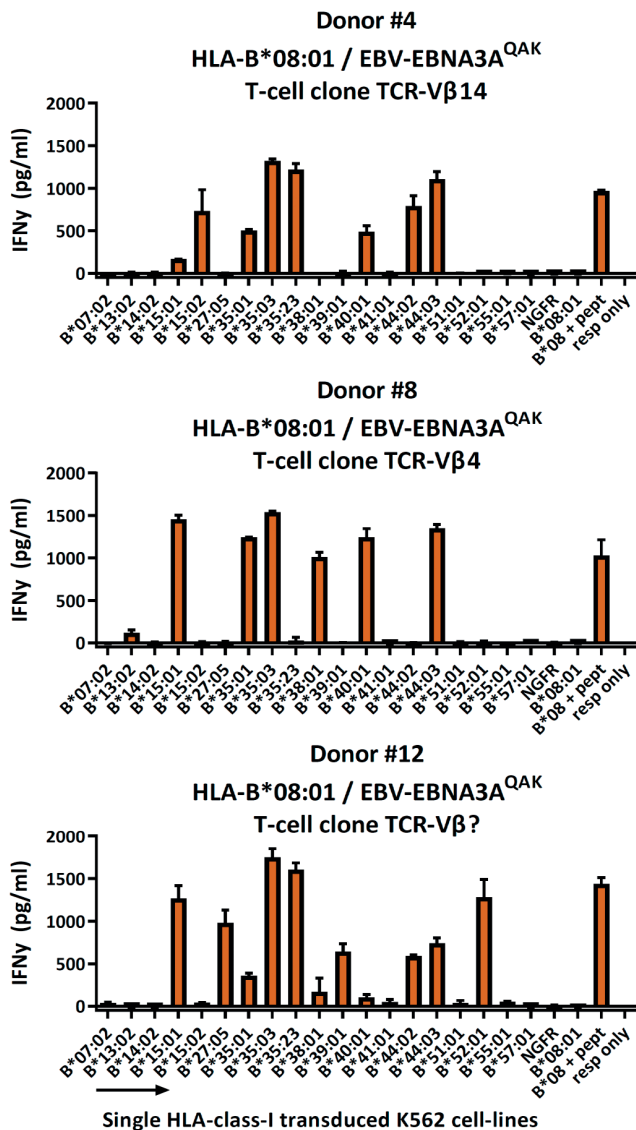 Donor #4
HLA-B*08:01 / EBV-EBNA3A^QAK
T-cell clone TCR-Vβ14
IFNy (pg/ml)
2000
1500
1000
500
0
B*07:02
B*13:02
B*14:02
B*15:01
B*15:02
B*27:05
B*35:01
B*35:03
B*35:23
B*38:01
B*39:01
B*40:01
B*41:01
B*44:02
B*44:03
B*51:01
B*52:01
B*55:01
B*57:01
NGFR
B*08:01
B*08 + pept
resp only
Donor #8
HLA-B*08:01 / EBV-EBNA3A^QAK
T-cell clone TCR-Vβ4
IFNy (pg/ml)
2000
1500
1000
500
0
B*07:02
B*13:02
B*14:02
B*15:01
B*15:02
B*27:05
B*35:01
B*35:03
B*35:23
B*38:01
B*39:01
B*40:01
B*41:01
B*44:02
B*44:03
B*51:01
B*52:01
B*55:01
B*57:01
NGFR
B*08:01
B*08 + pept
resp only
Donor #12
HLA-B*08:01 / EBV-EBNA3A^QAK
T-cell clone TCR-Vβ?
IFNy (pg/ml)
2000
1500
1000
500
0
B*07:02
B*13:02
B*14:02
B*15:01
B*15:02
B*27:05
B*35:01
B*35:03
B*35:23
B*38:01
B*39:01
B*40:01
B*41:01
B*44:02
B*44:03
B*51:01
B*52:01
B*55:01
B*57:01
NGFR
B*08:01
B*08 + pept
resp only
Single HLA-class-I transduced K562 cell-lines